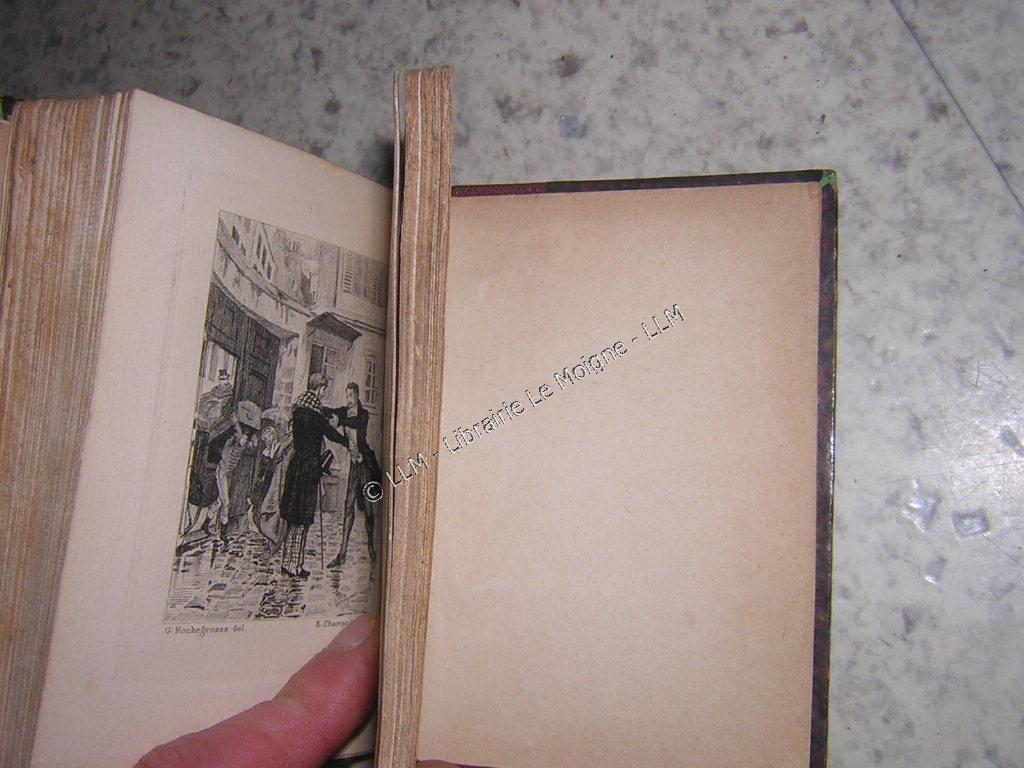 © LLM - Librairie Le Moigne - LLM
G. Rochegrosse del.